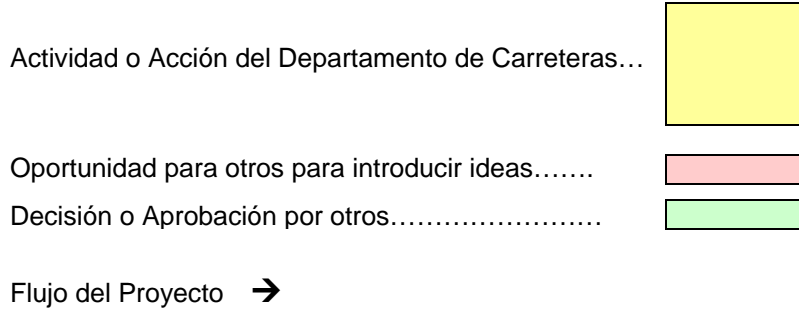 Actividad o Acción del Departamento de Carreteras…
Oportunidad para otros para introducir ideas…….
Decisión o Aprobación por otros……………………
Flujo del Proyecto →